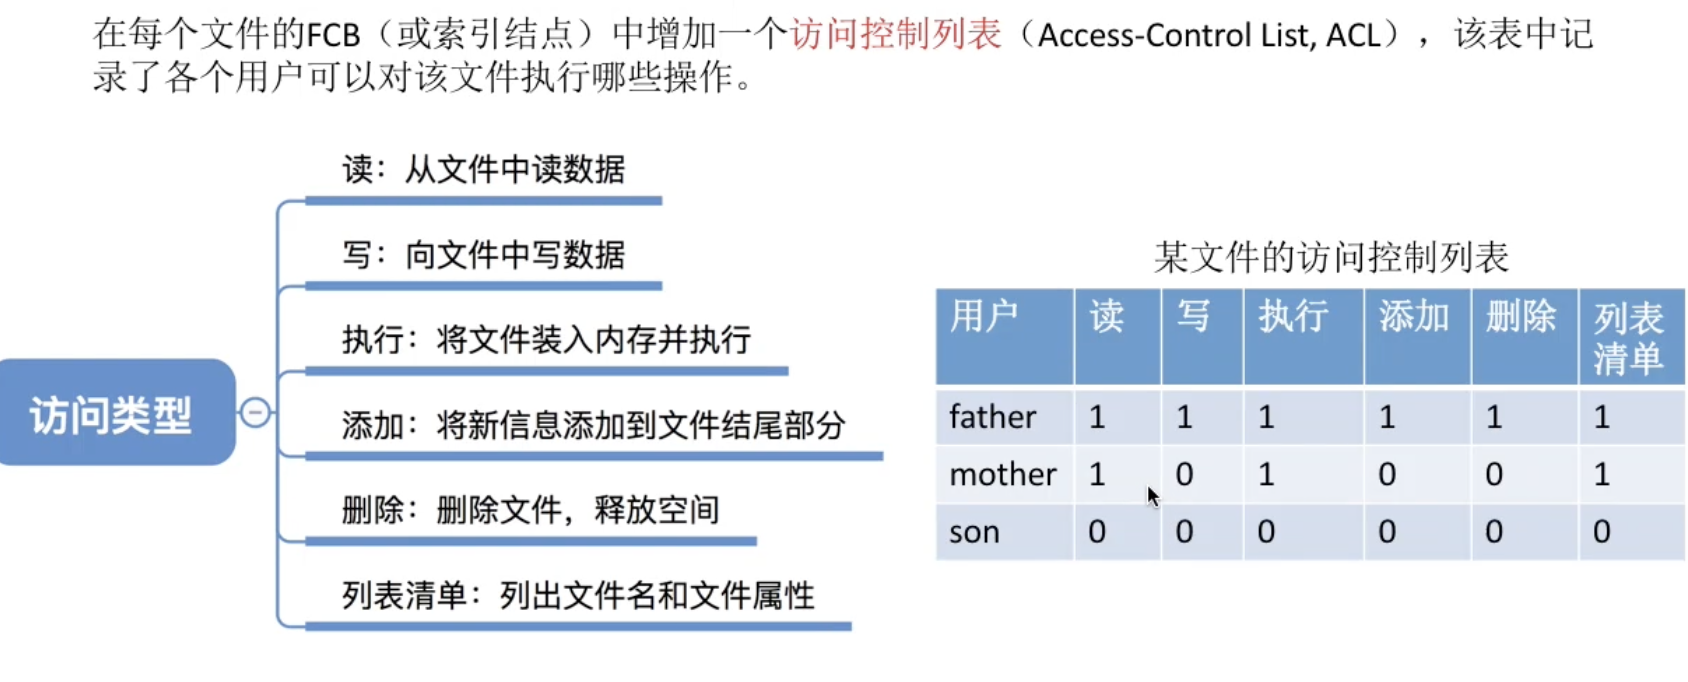 在每个文件的FCB（或索引结点）中增加一个访问控制列表（Access-Control List, ACL），该表中记
录了各个用户可以对该文件执行哪些操作。
访问类型
读：从文件中读数据
写：向文件中写数据
执行：将文件装入内存并执行
添加：将新信息添加到文件结尾部分
删除：删除文件，释放空间
列表清单：列出文件名和文件属性
某文件的访问控制列表
用户 读 写 执行 添加 删除 列表
清单
father 1 1 1 1 1 1
mother 1 0 1 0 0 1
son 0 0 0 0 0 0